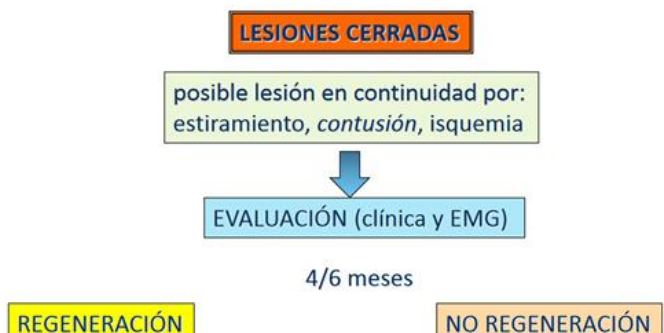 LESIONES CERRADAS
posible lesión en continuidad por:
estiramiento, contusión, isquemia
EVALUACIÓN (clínica y EMG)
4/6 meses
REGENERACIÓN
NO REGENERACIÓN